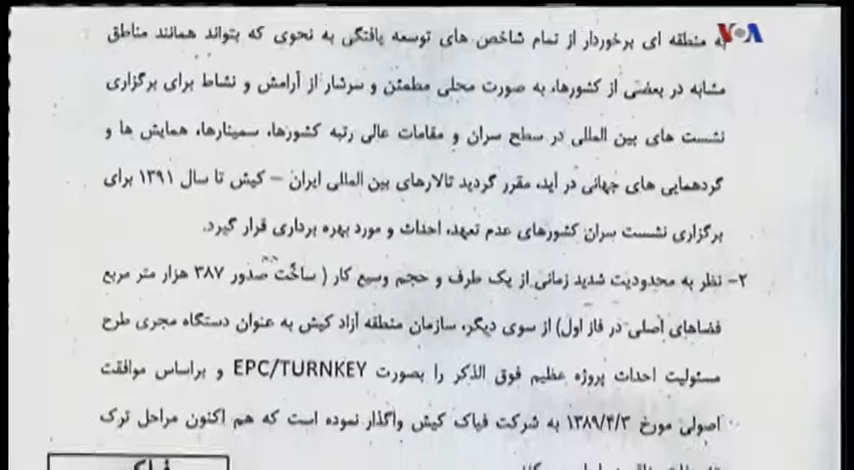 VOA
به منطقه ای برخوردار از تمام شاخص های توسعه یافتگی به نحوی که بتواند همانند مناطق
مشابه در بعضی از کشورها، به صورت محلی مطمئن و سرشار از آرامش و نشاط برای برگزاری
نشست های بین المللی در سطح سران و مقامات عالی رتبه کشورها، سمینارها، همایش ها و
گردهمایی های جهانی در آید، مقرر گردید تالارهای بین المللی ایران – کیش تا سال ۱۳۹۱ برای
برگزاری نشست سران کشورهای عدم تعهد، احداث و مورد بهره برداری قرار گیرد.
۲- نظر به محدودیت شدید زمانی از یک طرف و حجم وسیع کار ( ساخت حدود ۳۸۷ هزار متر مربع
فضاهای اصلی در فاز اول) از سوی دیگر، سازمان منطقه آزاد کیش به عنوان دستگاه مجری طرح
مسئولیت احداث پروژه عظیم فوق الذکر را بصورت EPC/TURNKEY و براساس موافقت
اصولی مورخ ۱۳۸۹/۴/۳ به شرکت فیاک کیش واگذار نموده است که هم اکنون مراحل ترک